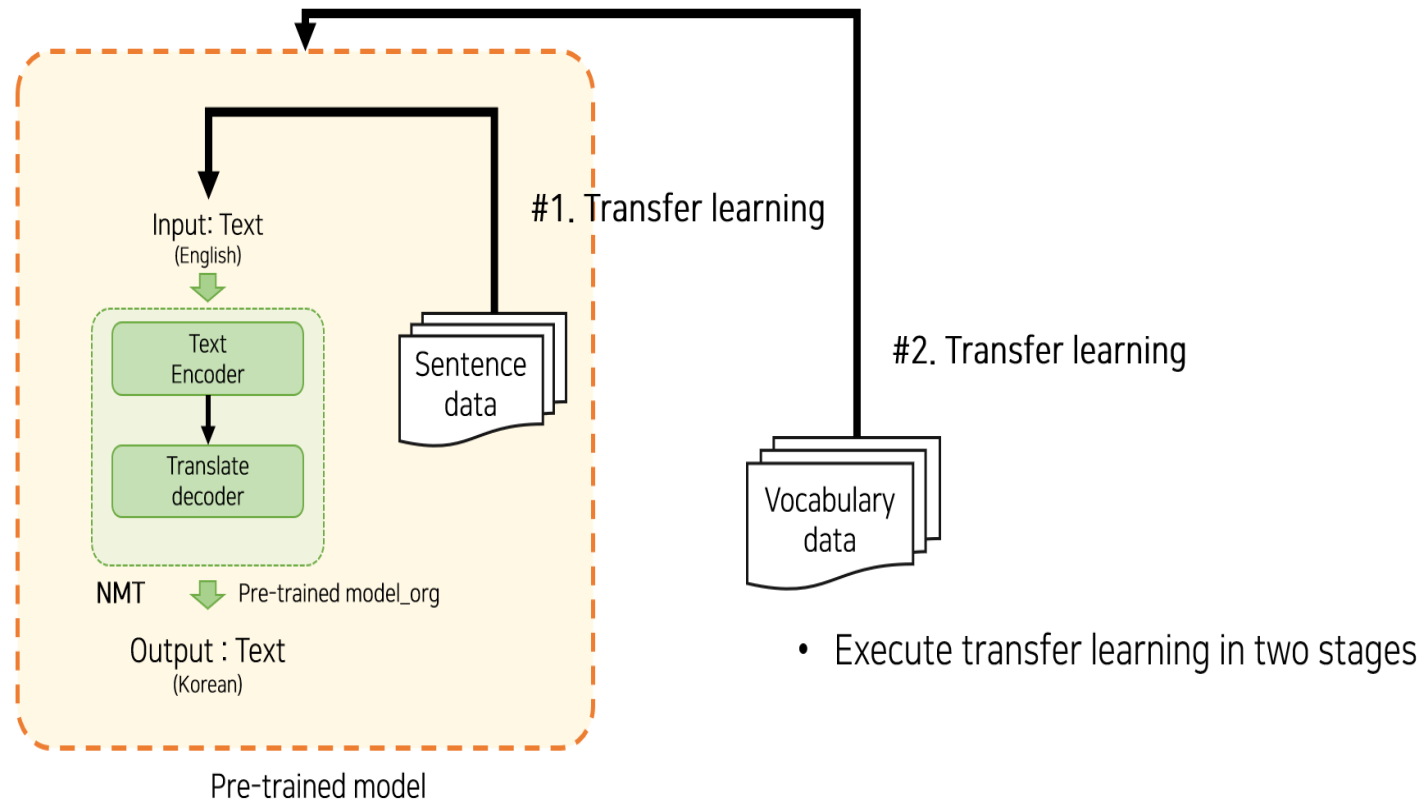 #1. Transfer learning
Input: Text
(English)
Text
Encoder
Translate
decoder
Sentence
data
NMT
Pre-trained model_org
Output : Text
(Korean)
Pre-trained model
#2. Transfer learning
Vocabulary
data
• Execute transfer learning in two stages